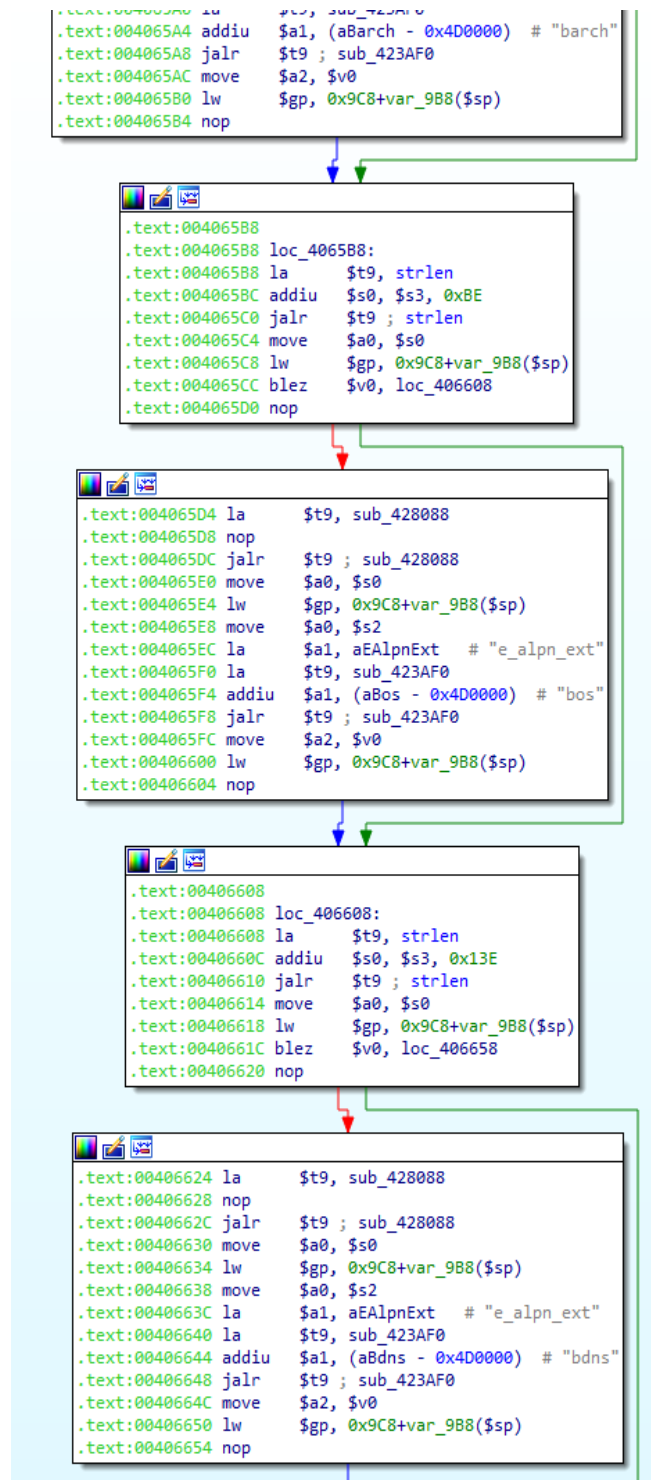 .text:004065A4 addiu $a1, (aBarch - 0x4D0000) # "barch"
.text:004065A8 jalr $t9 ; sub_423AF0
.text:004065AC move $a2, $v0
.text:004065B0 lw $gp, 0x9C8+var_9B8($sp)
.text:004065B4 nop
.text:004065B8
.text:004065B8 loc_4065B8:
.text:004065B8 la $t9, strlen
.text:004065BC addiu $s0, $s3, 0xBE
.text:004065C0 jalr $t9 ; strlen
.text:004065C4 move $a0, $s0
.text:004065C8 lw $gp, 0x9C8+var_9B8($sp)
.text:004065CC blez $v0, loc_406608
.text:004065D0 nop
.text:004065D4 la $t9, sub_428088
.text:004065D8 nop
.text:004065DC jalr $t9 ; sub_428088
.text:004065E0 move $a0, $s0
.text:004065E4 lw $gp, 0x9C8+var_9B8($sp)
.text:004065E8 move $a0, $s2
.text:004065EC la $a1, aEAlpnExt # "e_alpn_ext"
.text:004065F0 la $t9, sub_423AF0
.text:004065F4 addiu $a1, (aBos - 0x4D0000) # "bos"
.text:004065F8 jalr $t9 ; sub_423AF0
.text:004065FC move $a2, $v0
.text:00406600 lw $gp, 0x9C8+var_9B8($sp)
.text:00406604 nop
.text:00406608
.text:00406608 loc_406608:
.text:00406608 la $t9, strlen
.text:0040660C addiu $s0, $s3, 0x13E
.text:00406610 jalr $t9 ; strlen
.text:00406614 move $a0, $s0
.text:00406618 lw $gp, 0x9C8+var_9B8($sp)
.text:0040661C blez $v0, loc_406658
.text:00406620 nop
.text:00406624 la $t9, sub_428088
.text:00406628 nop
.text:0040662C jalr $t9 ; sub_428088
.text:00406630 move $a0, $s0
.text:00406634 lw $gp, 0x9C8+var_9B8($sp)
.text:00406638 move $a0, $s2
.text:0040663C la $a1, aEAlpnExt # "e_alpn_ext"
.text:00406640 la $t9, sub_423AF0
.text:00406644 addiu $a1, (aBdns - 0x4D0000) # "bdns"
.text:00406648 jalr $t9 ; sub_423AF0
.text:0040664C move $a2, $v0
.text:00406650 lw $gp, 0x9C8+var_9B8($sp)
.text:00406654 nop